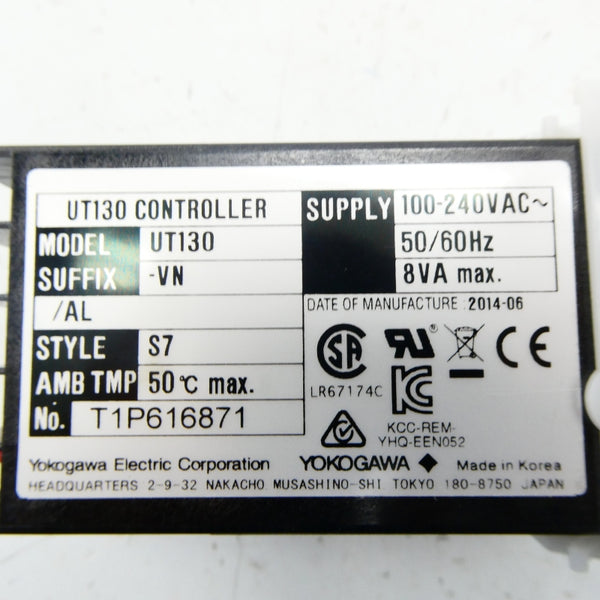 UT130 CONTROLLER
MODEL UT130
SUFFIX -VN
/AL
STYLE S7
AMB TMP 50℃ max.
No. T1P616871
SUPPLY 100-240VAC~
50/60Hz
8VA max.
DATE OF MANUFACTURE : 2014-06
LR67174C
KCC-REM-
YHQ-EEN052
Yokogawa Electric Corporation YOKOGAWA ◆ Made in Korea
HEADQUARTERS 2-9-32 NAKACHO MUSASHINO-SHI TOKYO 180-8750 JAPAN